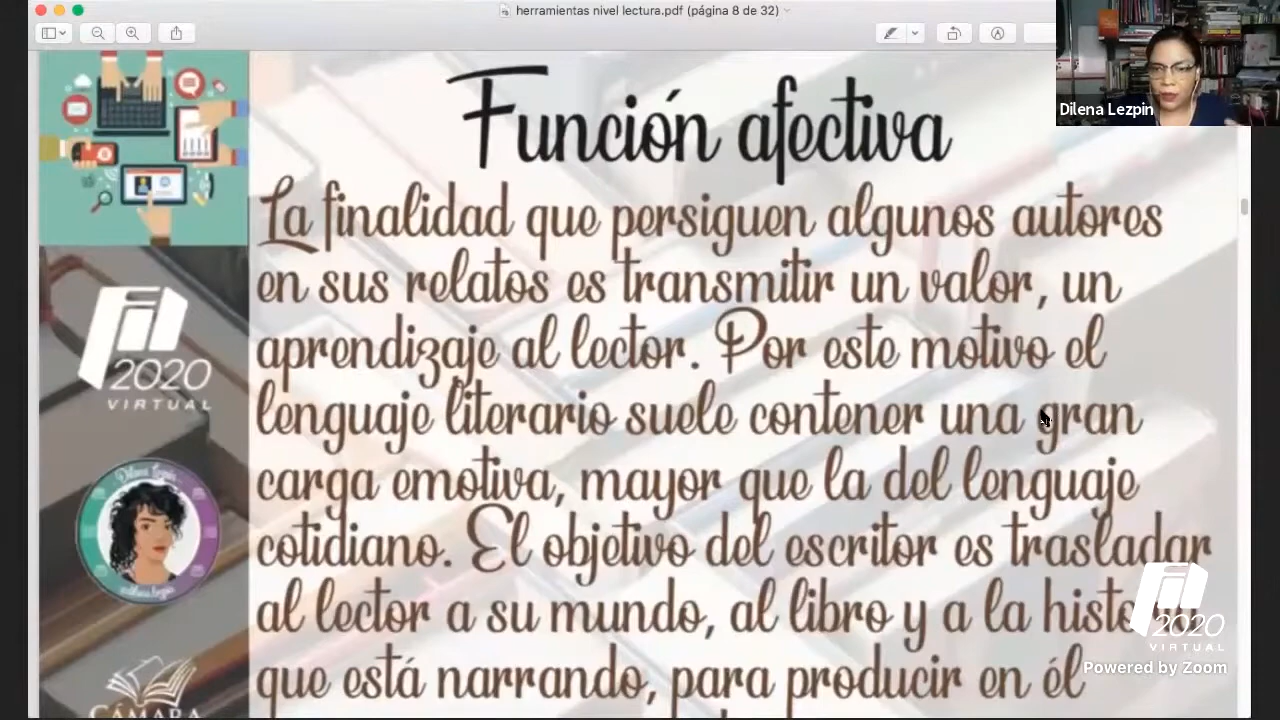 herramientas nivel lectura.pdf (página 8 de 32)
Dilena Lezpin
Función afectiva
La finalidad que persiguen algunos autores
en sus relatos es transmitir un valor, un
aprendizaje al lector. Por este motivo el
lenguaje literario suele contener una gran
carga emotiva, mayor que la del lenguaje
cotidiano. El objetivo del escritor es trasladar
al lector a su mundo, al libro y a la histo
que está narrando, para producir en él
fil
2020
VIRTUAL
CÁMARA
fil
2020
VIRTUAL
Powered by Zoom